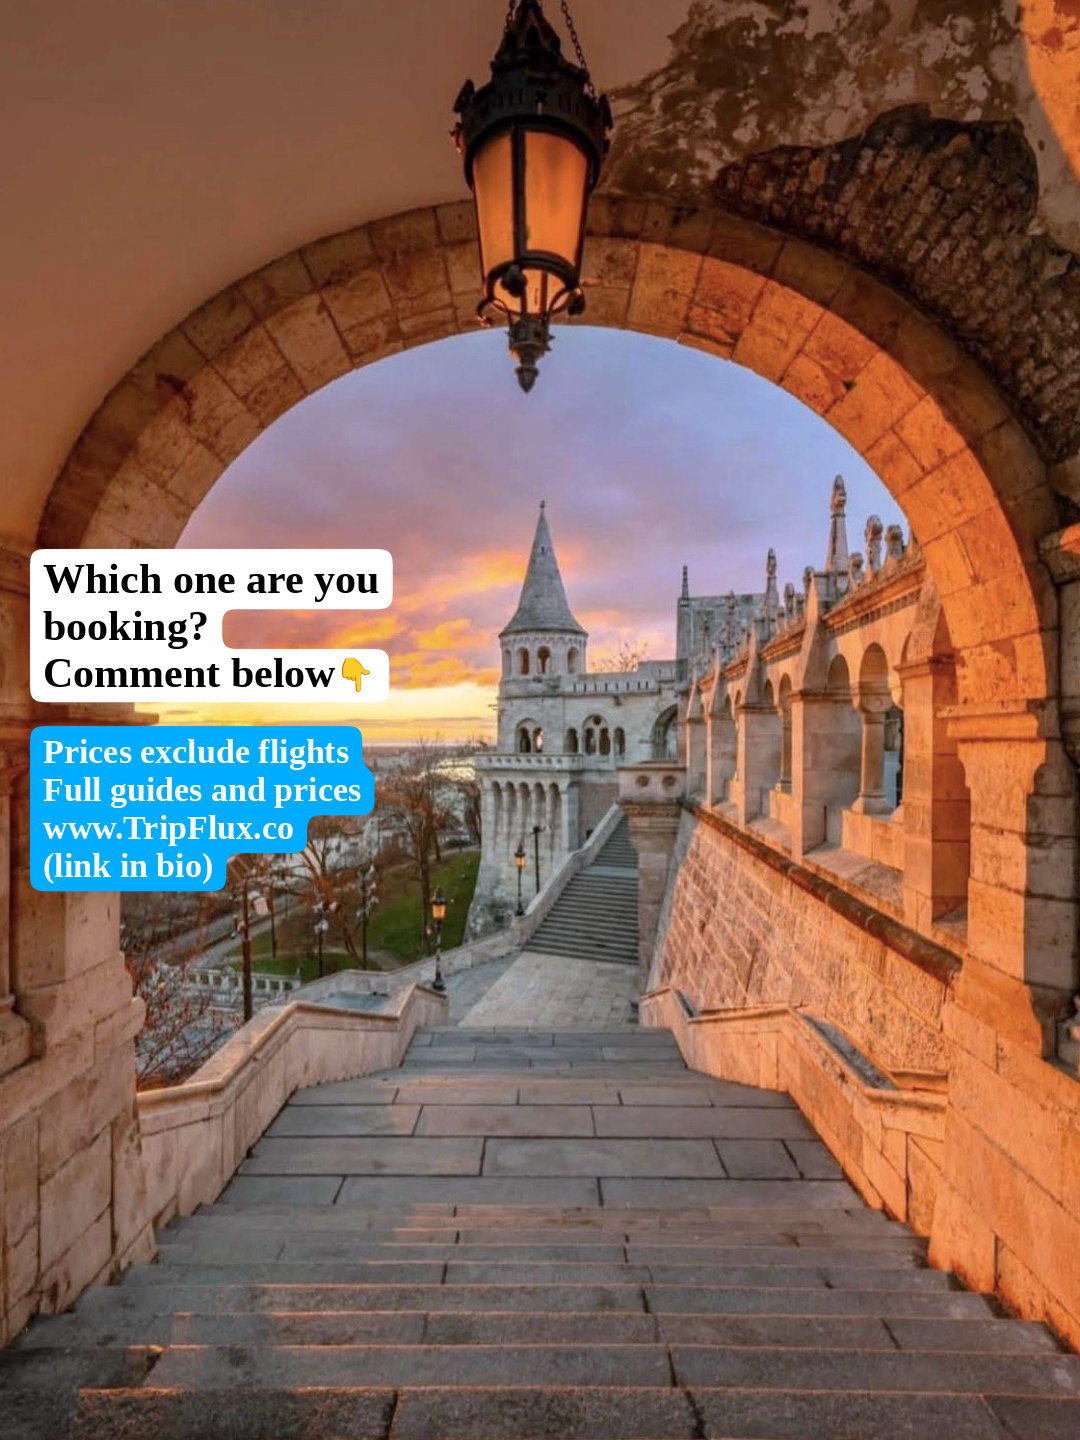 Which one are you
booking?
Comment below👇
Prices exclude flights
Full guides and prices
www.TripFlux.co
(link in bio)